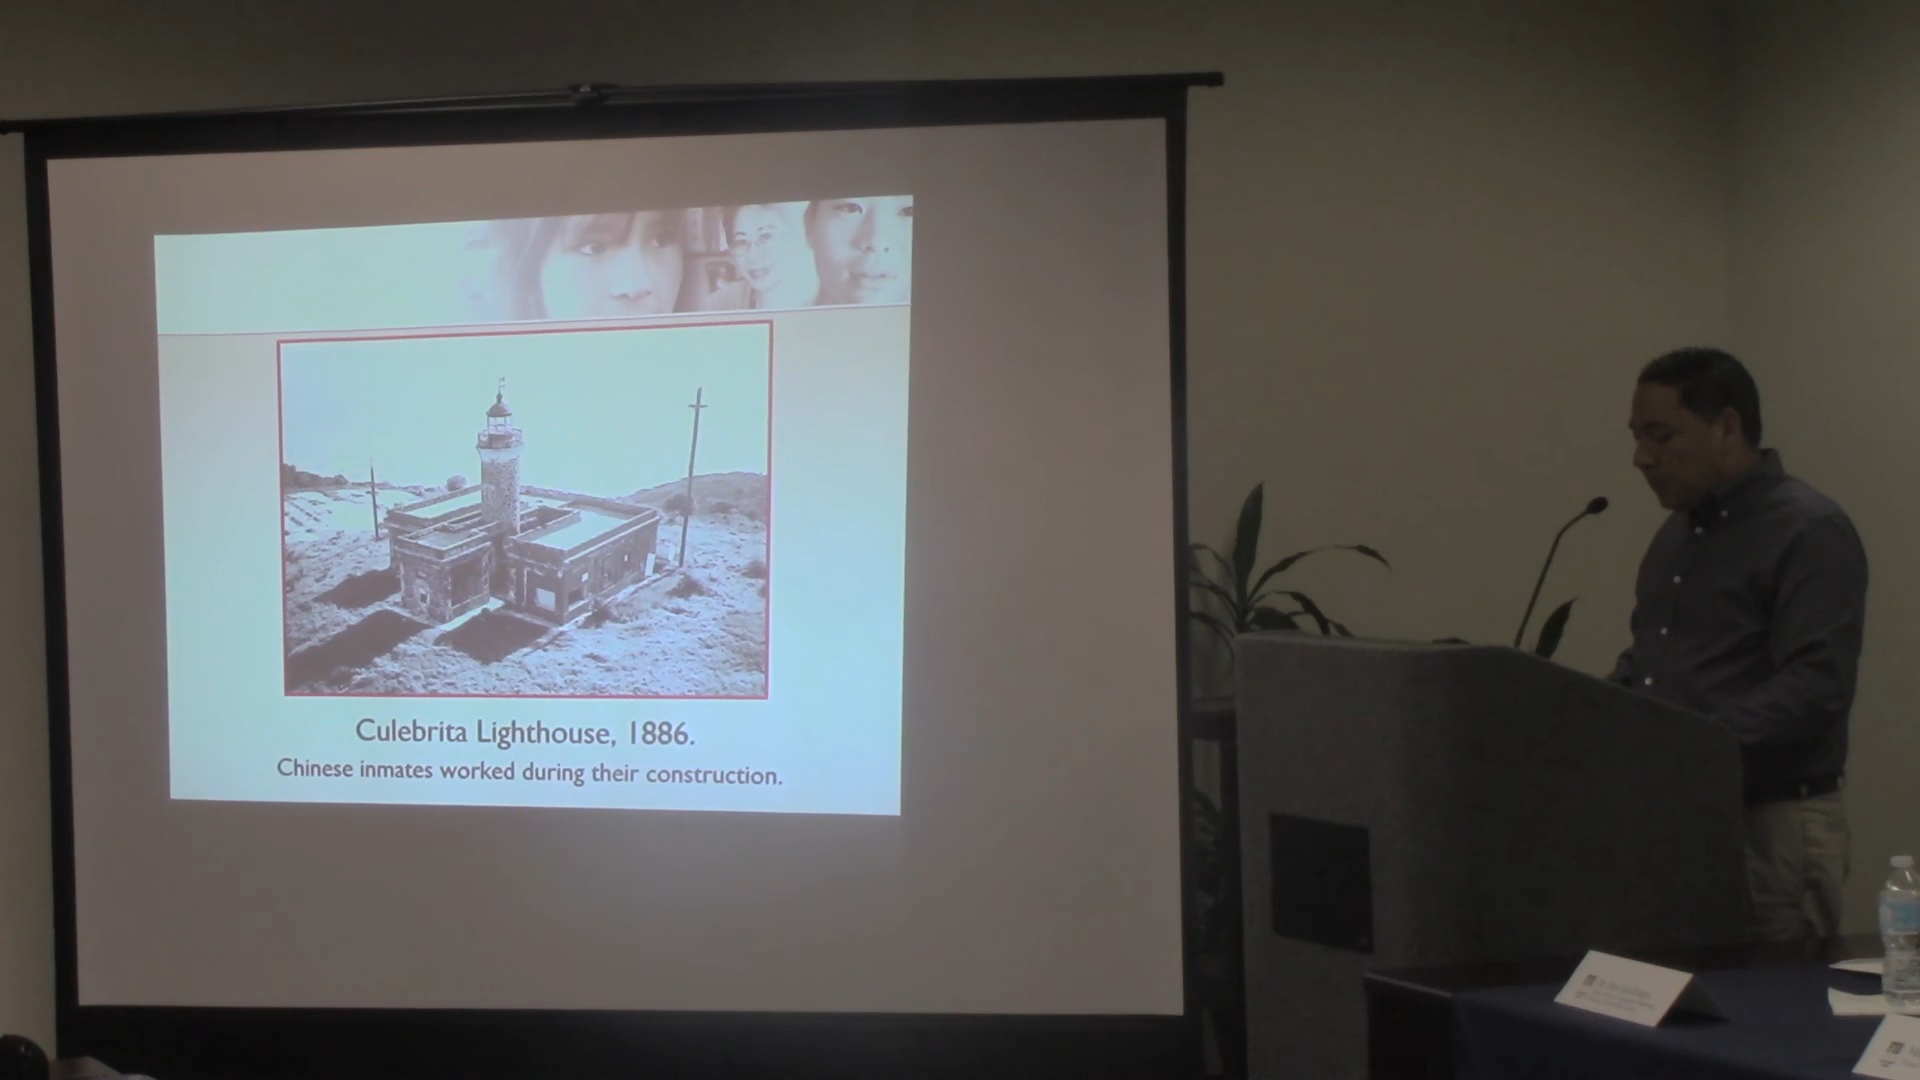 Culebrita Lighthouse, 1886.
Chinese inmates worked during their construction.